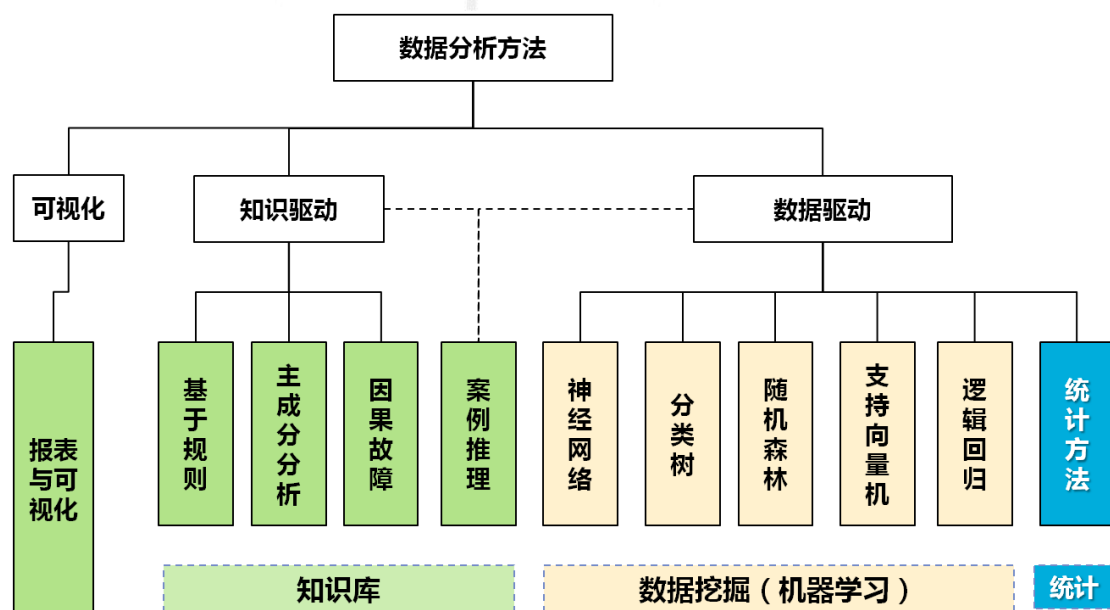 数据分析方法
可视化
知识驱动
数据驱动
报表
与可
视化
基于规则
主成分分析
因果故障
案例推理
神经网络
分类树
随机森林
支持向量机
逻辑回归
统计方法
知识库
数据挖掘（机器学习）
统计